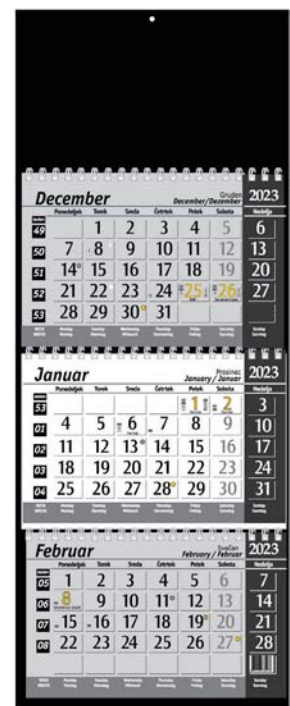 December Gruden December/Dezember 2023
Ponedeljek Torek Sreda Četrtek Petek Sobota Nedelja
49 1 2 3 4 5 6
50 7 8 9 10 11 12 13
51 14 15 16 17 18 19 20
52 21 22 23 24 25 26 27
53 28 29 30 31
Januar Prosinec January / Januar 2023
Ponedeljek Torek Sreda Četrtek Petek Sobota Nedelja
53 1 2 3
01 4 5 6 7 8 9 10
02 11 12 13 14 15 16 17
03 18 19 20 21 22 23 24
04 25 26 27 28 29 30 31
Februar Svečan February / Februar 2023
Ponedeljek Torek Sreda Četrtek Petek Sobota Nedelja
05 1 2 3 4 5 6 7
06 8 9 10 11 12 13 14
07 15 16 17 18 19 20 21
08 22 23 24 25 26 27 28